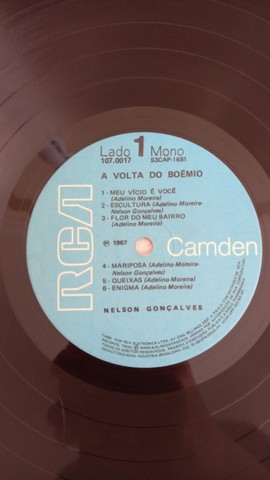 Lado 1 Mono
107.0017 S3CAP-1681
A VOLTA DO BOÊMIO
1 - MEU VÍCIO É VOCÊ
(Adelino Moreira)
2 - ESCULTURA (Adelino Moreira-
Nelson Gonçalves)
3 - FLOR DO MEU BAIRRO
(Adelino Moreira)
℗ 1967
RCA Camden
4 - MARIPOSA (Adelino Moreira-
Nelson Gonçalves)
5 - QUEIXAS (Adelino Moreira)
6 - ENIGMA (Adelino Moreira)
NELSON GONÇALVES